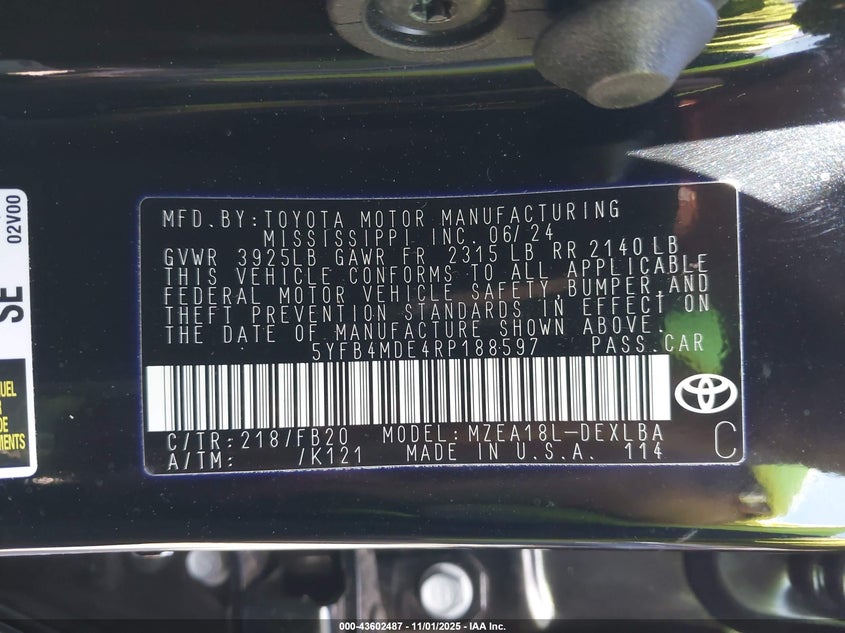 MFD.BY:TOYOTA MOTOR MANUFACTURING
MISSISSIPPI INC. 06/24
GVWR 3925LB GAWR FR 2315 LB RR 2140 LB
THIS VEHICLE CONFORMS TO ALL APPLICABLE
FEDERAL MOTOR VEHICLE SAFETY,BUMPER,AND
THEFT PREVENTION STANDARDS IN EFFECT ON
THE DATE OF MANUFACTURE SHOWN ABOVE.
5YFB4MDE4RP188597 PASS.CAR
C/TR:218/FB20 MODEL:MZEA18L-DEXLBA
A/TM: /K121 MADE IN U.S.A. 114
C
02V00
SE
UEL
DE
MENTS
000-43602487 - 11/01/2025 - IAA Inc.